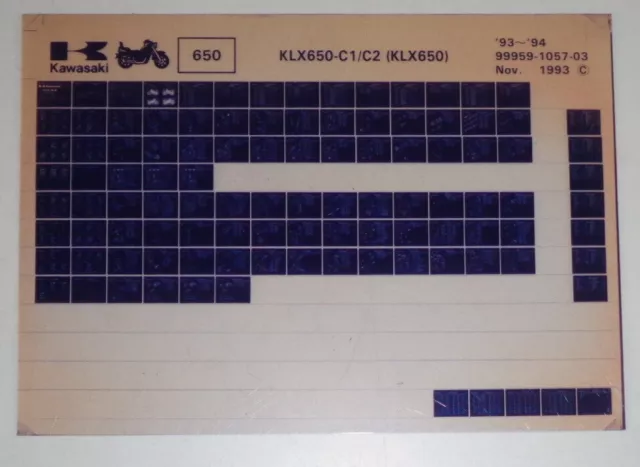 Kawasaki
650
KLX650-C1/C2 (KLX650)
'93~'94
99959-1057-03
Nov. 1993 ©